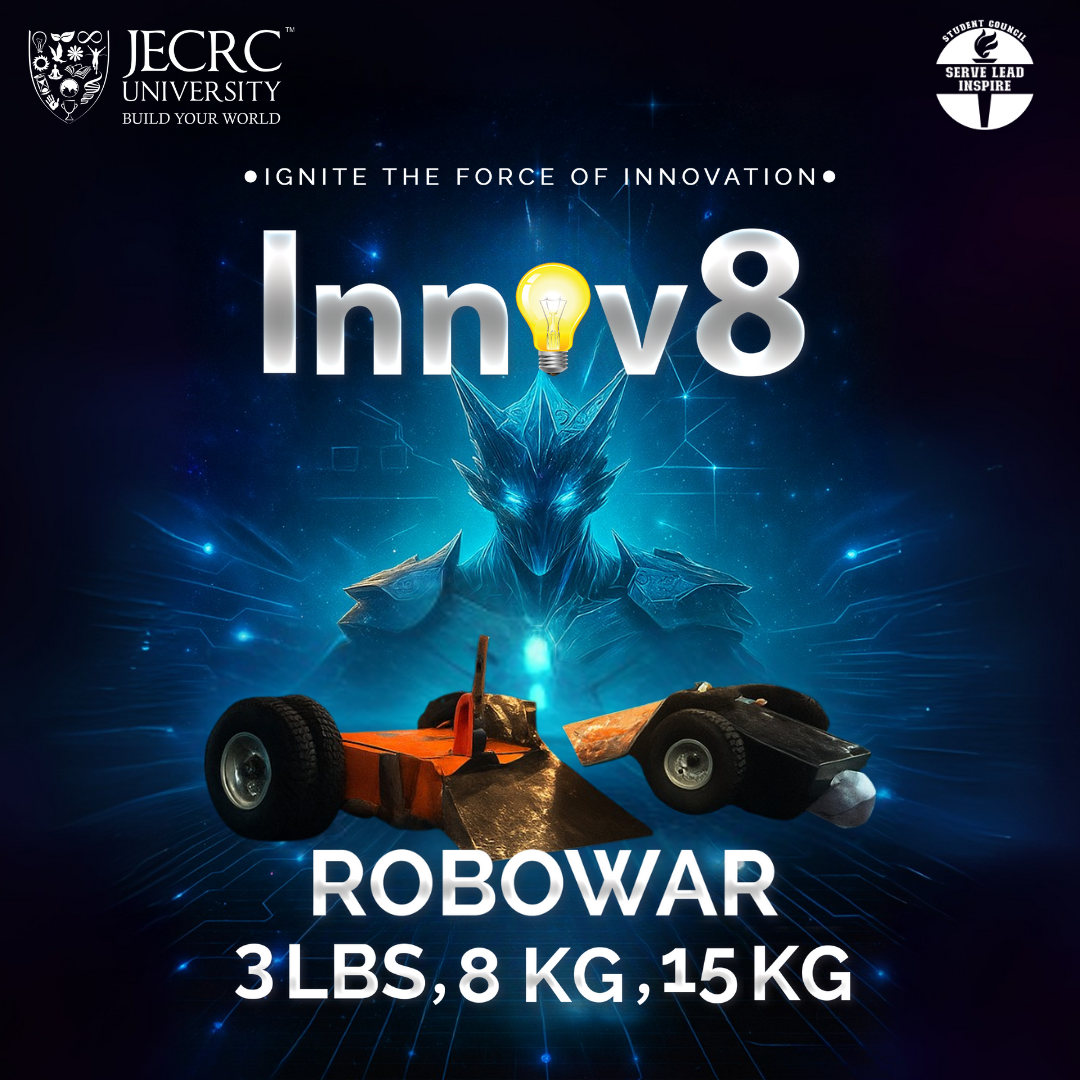 JECRC™
UNIVERSITY
BUILD YOUR WORLD
STUDENT COUNCIL
SERVE LEAD
INSPIRE
•IGNITE THE FORCE OF INNOVATION•
Innov8
ROBOWAR
3 LBS, 8 KG, 15 KG